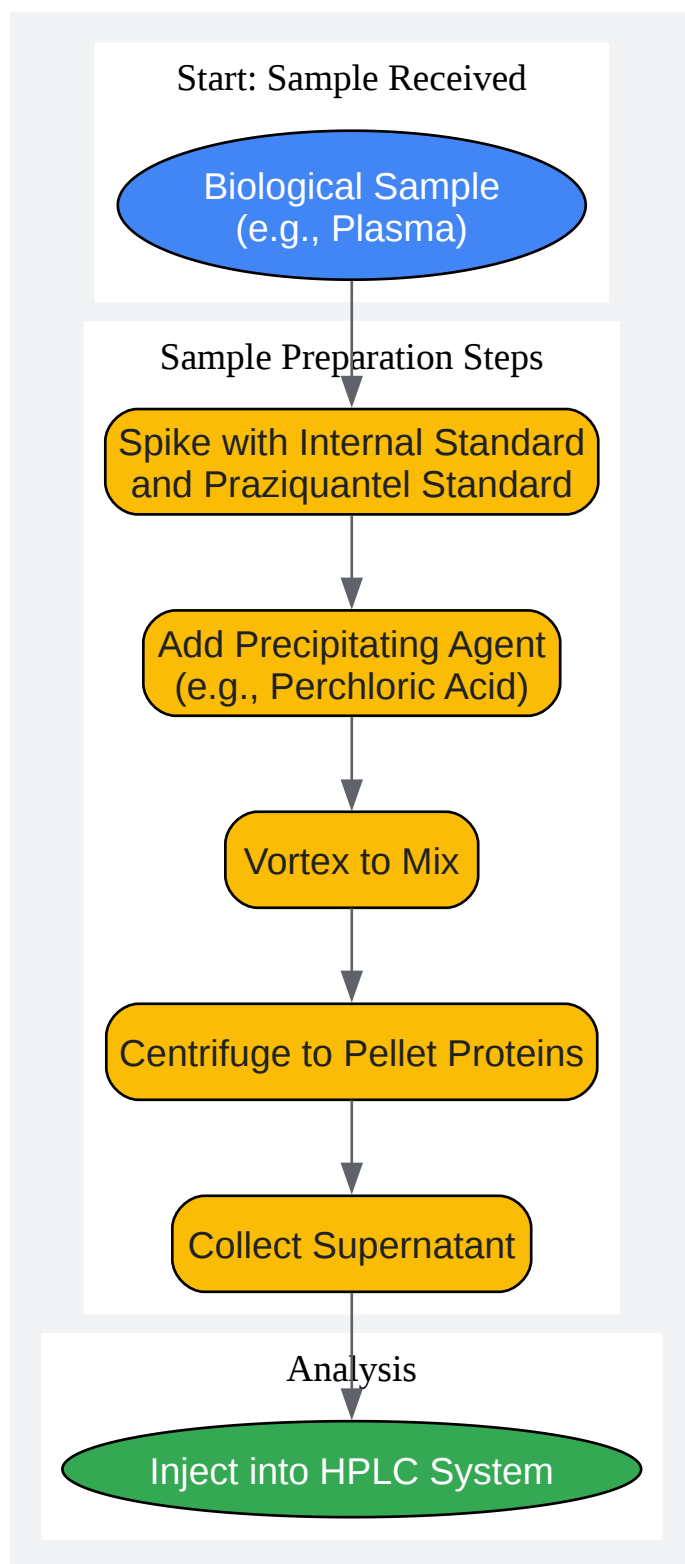 Start: Sample Received
Biological Sample
(e.g., Plasma)
Sample Preparation Steps
Spike with Internal Standard
and Praziquantel Standard
Add Precipitating Agent
(e.g., Perchloric Acid)
Vortex to Mix
Centrifuge to Pellet Proteins
Collect Supernatant
Analysis
Inject into HPLC System